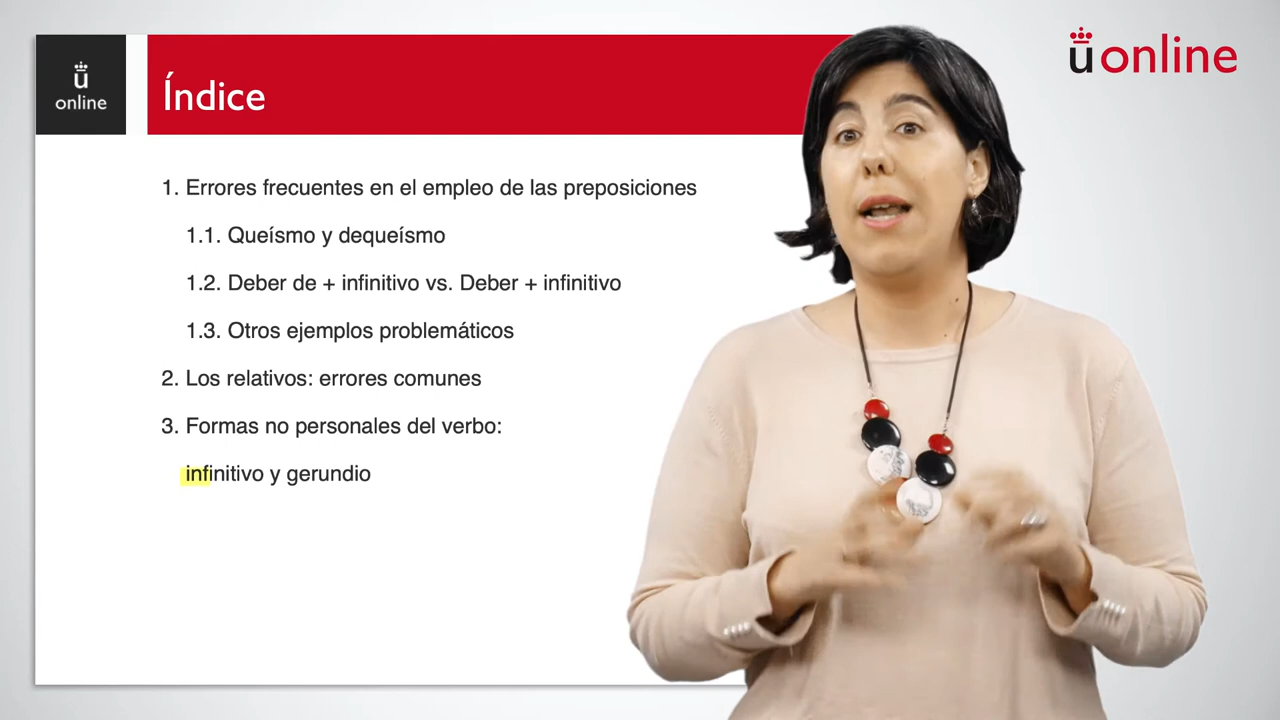 ü online
online
Índice
1. Errores frecuentes en el empleo de las preposiciones
1.1. Queísmo y dequeísmo
1.2. Deber de + infinitivo vs. Deber + infinitivo
1.3. Otros ejemplos problemáticos
2. Los relativos: errores comunes
3. Formas no personales del verbo:
infinitivo y gerundio